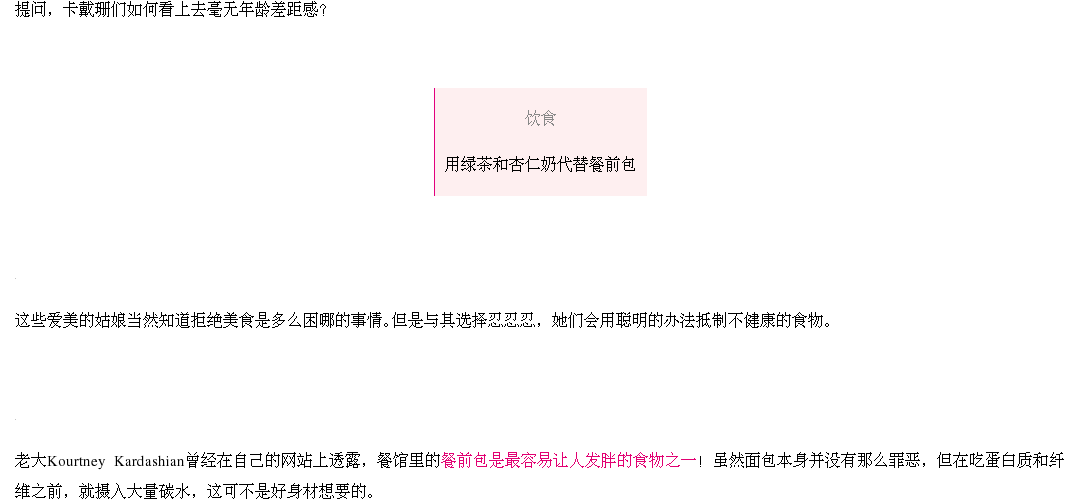 提问，卡戴珊们如何看上去毫无年龄差距感？
饮食
用绿茶和杏仁奶代替餐前包
这些爱美的姑娘当然知道拒绝美食是多么困哪的事情。但是与其选择忍忍忍，她们会用聪明的办法抵制不健康的食物。
老大Kourtney Kardashian曾经在自己的网站上透露，餐馆里的餐前包是最容易让人发胖的食物之一！虽然面包本身并没有那么罪恶，但在吃蛋白质和纤
维之前，就摄入大量碳水，这可不是好身材想要的。